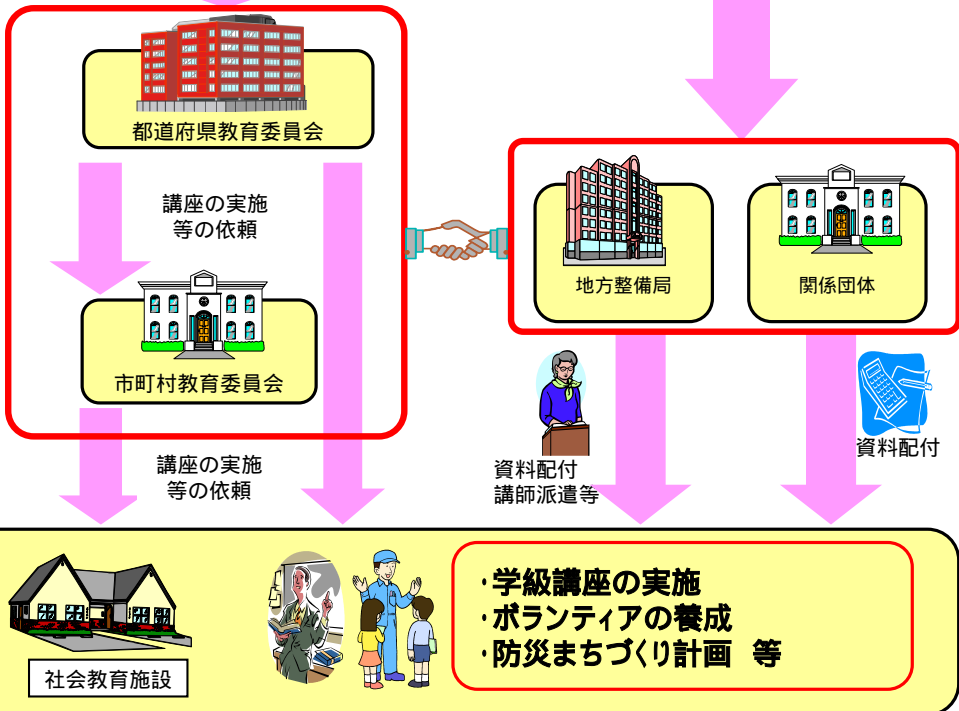 都道府県教育委員会
講座の実施
等の依頼
市町村教育委員会
講座の実施
等の依頼
地方整備局
関係団体
資料配付
講師派遣等
資料配付
社会教育施設
・学級講座の実施
・ボランティアの養成
・防災まちづくり計画 等